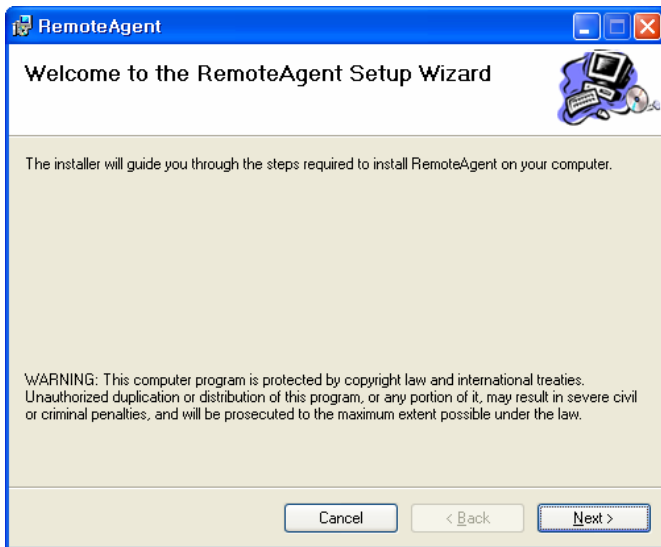 RemoteAgent
Welcome to the RemoteAgent Setup Wizard
The installer will guide you through the steps required to install RemoteAgent on your computer.
WARNING: This computer program is protected by copyright law and international treaties.
Unauthorized duplication or distribution of this program, or any portion of it, may result in severe civil
or criminal penalties, and will be prosecuted to the maximum extent possible under the law.
Cancel
< Back
Next >